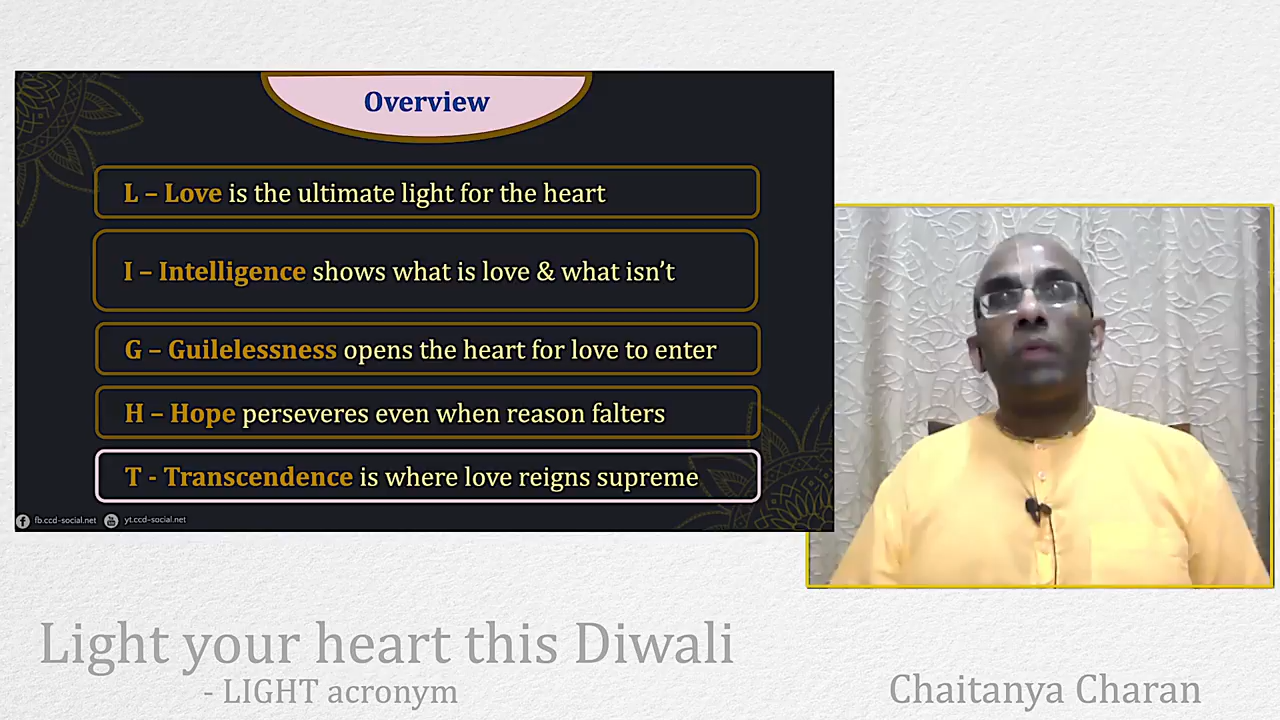 Overview
L – Love is the ultimate light for the heart
I – Intelligence shows what is love & what isn't
G – Guilelessness opens the heart for love to enter
H – Hope perseveres even when reason falters
T - Transcendence is where love reigns supreme
fb.ccd-social.net yt.ccd-social.net
Light your heart this Diwali
- LIGHT acronym
Chaitanya Charan